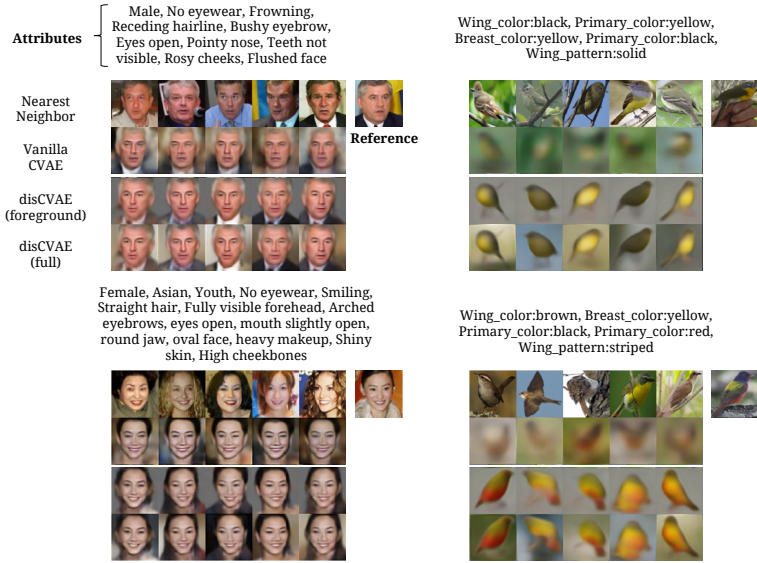 Attributes
Male, No eyewear, Frowning,
Receding hairline, Bushy eyebrow,
Eyes open, Pointy nose, Teeth not
visible, Rosy cheeks, Flushed face
Wing_color:black, Primary_color:yellow,
Breast_color:yellow, Primary_color:black,
Wing_pattern:solid
Nearest
Neighbor
Reference
Vanilla
CVAE
disCVAE
(foreground)
disCVAE
(full)
Female, Asian, Youth, No eyewear, Smiling,
Straight hair, Fully visible forehead, Arched
eyebrows, eyes open, mouth slightly open,
round jaw, oval face, heavy makeup, Shiny
skin, High cheekbones
Wing_color:brown, Breast_color:yellow,
Primary_color:black, Primary_color:red,
Wing_pattern:striped